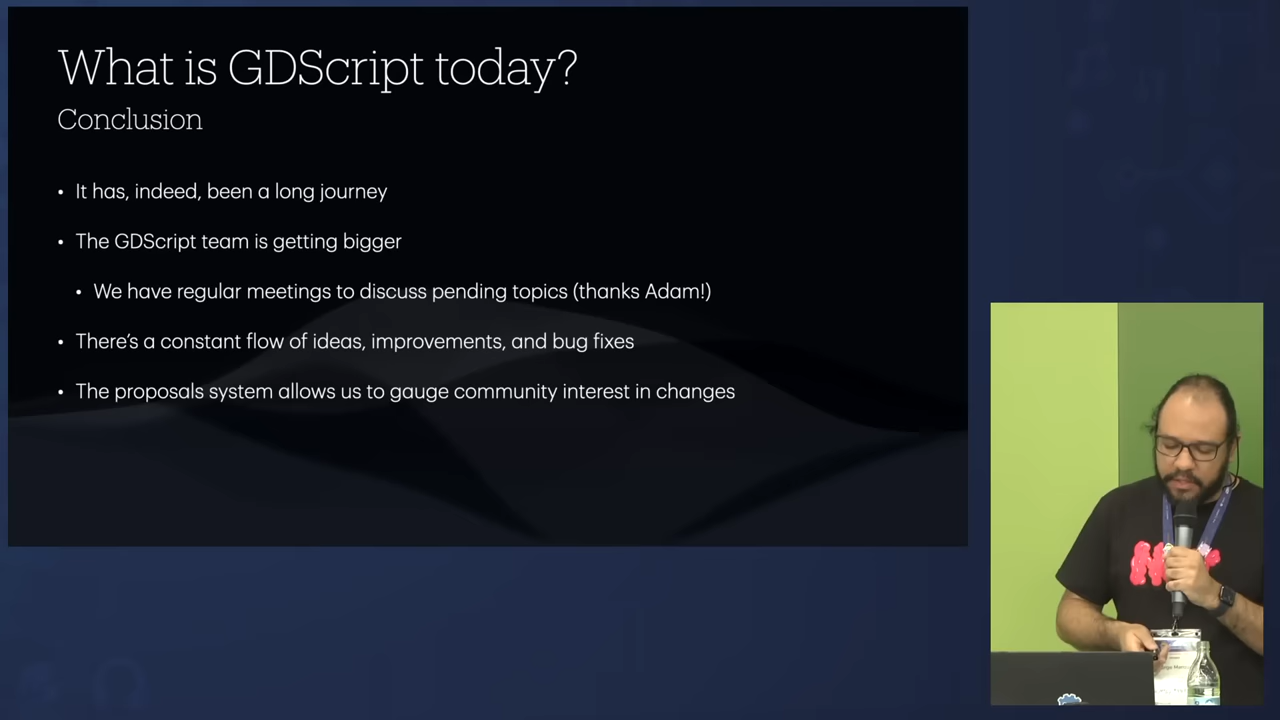 What is GDScript today?
Conclusion
• It has, indeed, been a long journey
• The GDScript team is getting bigger
• We have regular meetings to discuss pending topics (thanks Adam!)
• There's a constant flow of ideas, improvements, and bug fixes
• The proposals system allows us to gauge community interest in changes